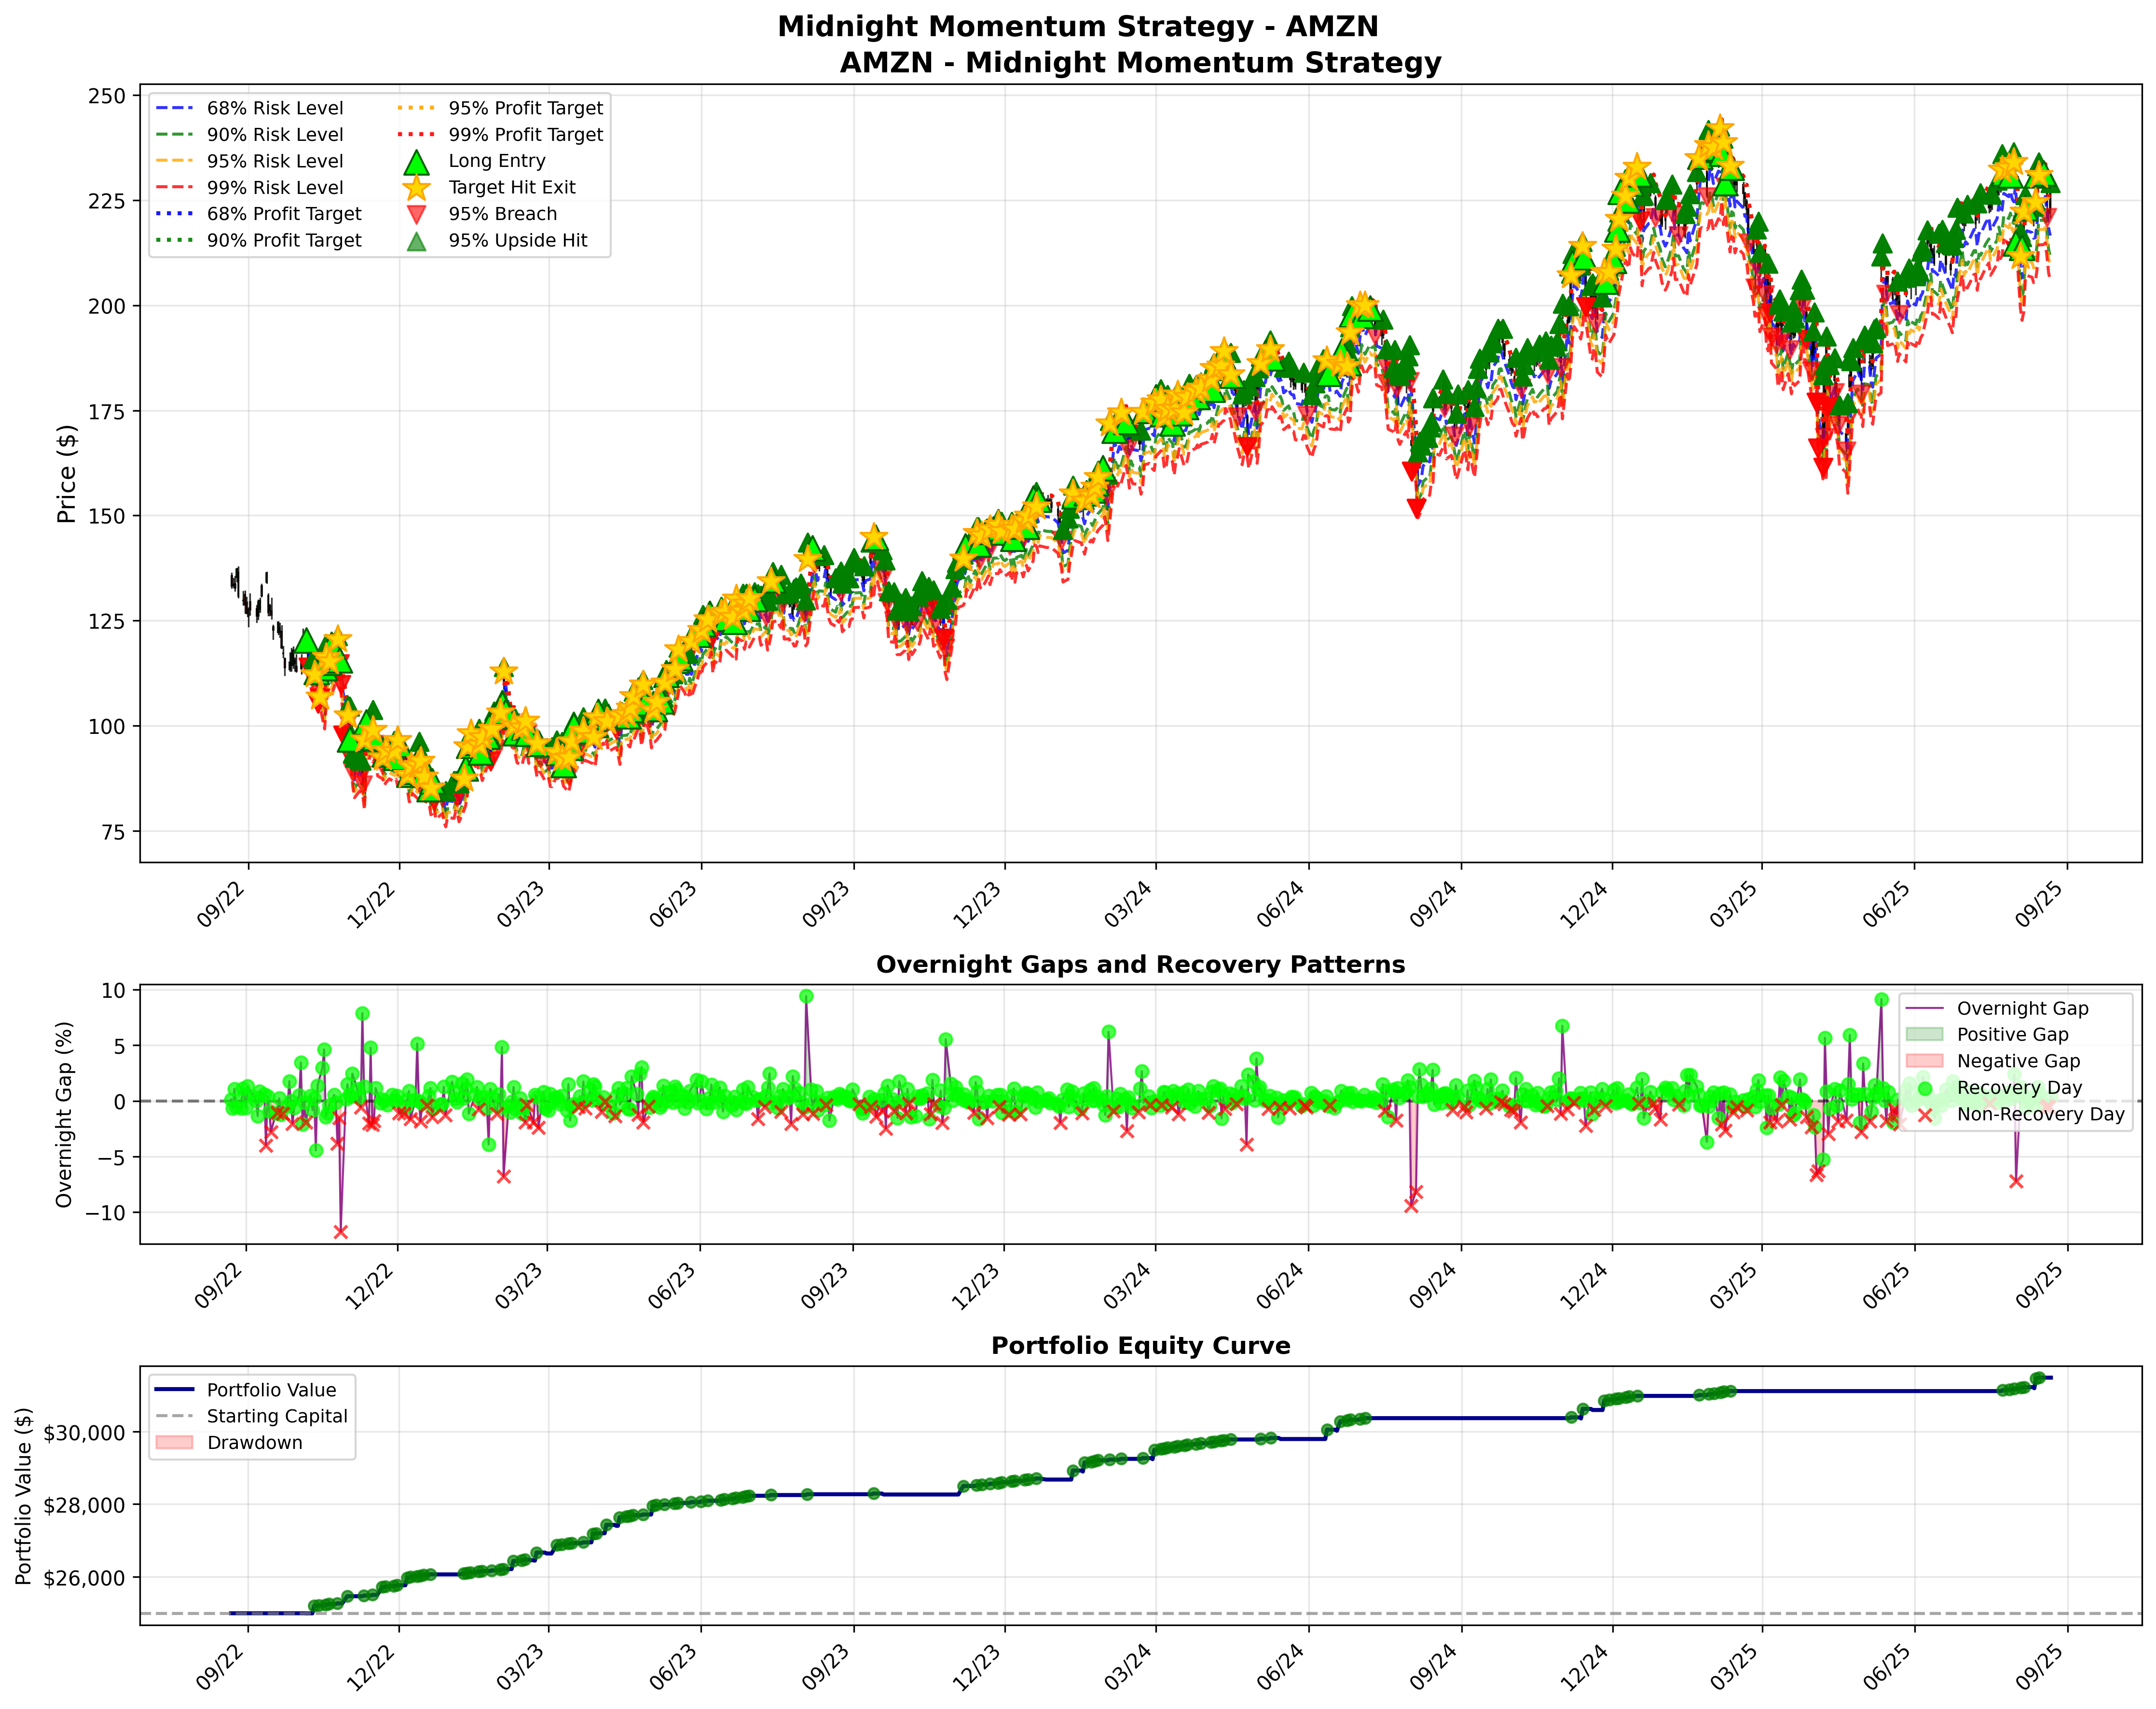 Midnight Momentum Strategy - AMZN
AMZN - Midnight Momentum Strategy
Price ($)
250
225
200
175
150
125
100
75
68% Risk Level
90% Risk Level
95% Risk Level
99% Risk Level
68% Profit Target
90% Profit Target
95% Profit Target
99% Profit Target
Long Entry
Target Hit Exit
95% Breach
95% Upside Hit
09/22
12/22
03/23
06/23
09/23
12/23
03/24
06/24
09/24
12/24
03/25
06/25
09/25
Overnight Gaps and Recovery Patterns
Overnight Gap (%)
10
5
0
−5
−10
Overnight Gap
Positive Gap
Negative Gap
Recovery Day
Non-Recovery Day
09/22
12/22
03/23
06/23
09/23
12/23
03/24
06/24
09/24
12/24
03/25
06/25
09/25
Portfolio Equity Curve
Portfolio Value ($)
$30,000
$28,000
$26,000
Portfolio Value
Starting Capital
Drawdown
09/22
12/22
03/23
06/23
09/23
12/23
03/24
06/24
09/24
12/24
03/25
06/25
09/25